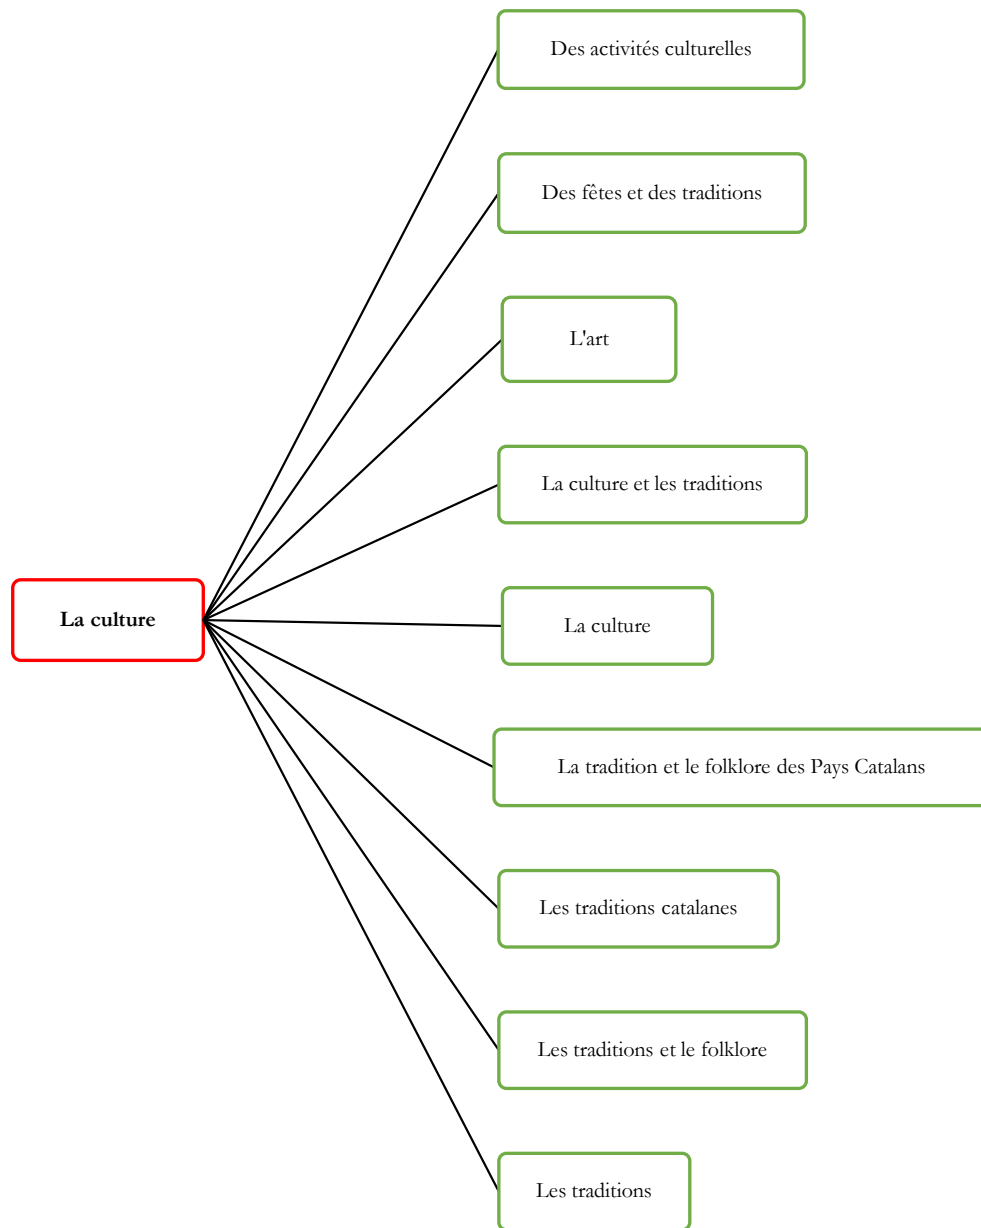 Des activités culturelles
Des fêtes et des traditions
L'art
La culture et les traditions
La culture
La culture
La tradition et le folklore des Pays Catalans
Les traditions catalanes
Les traditions et le folklore
Les traditions